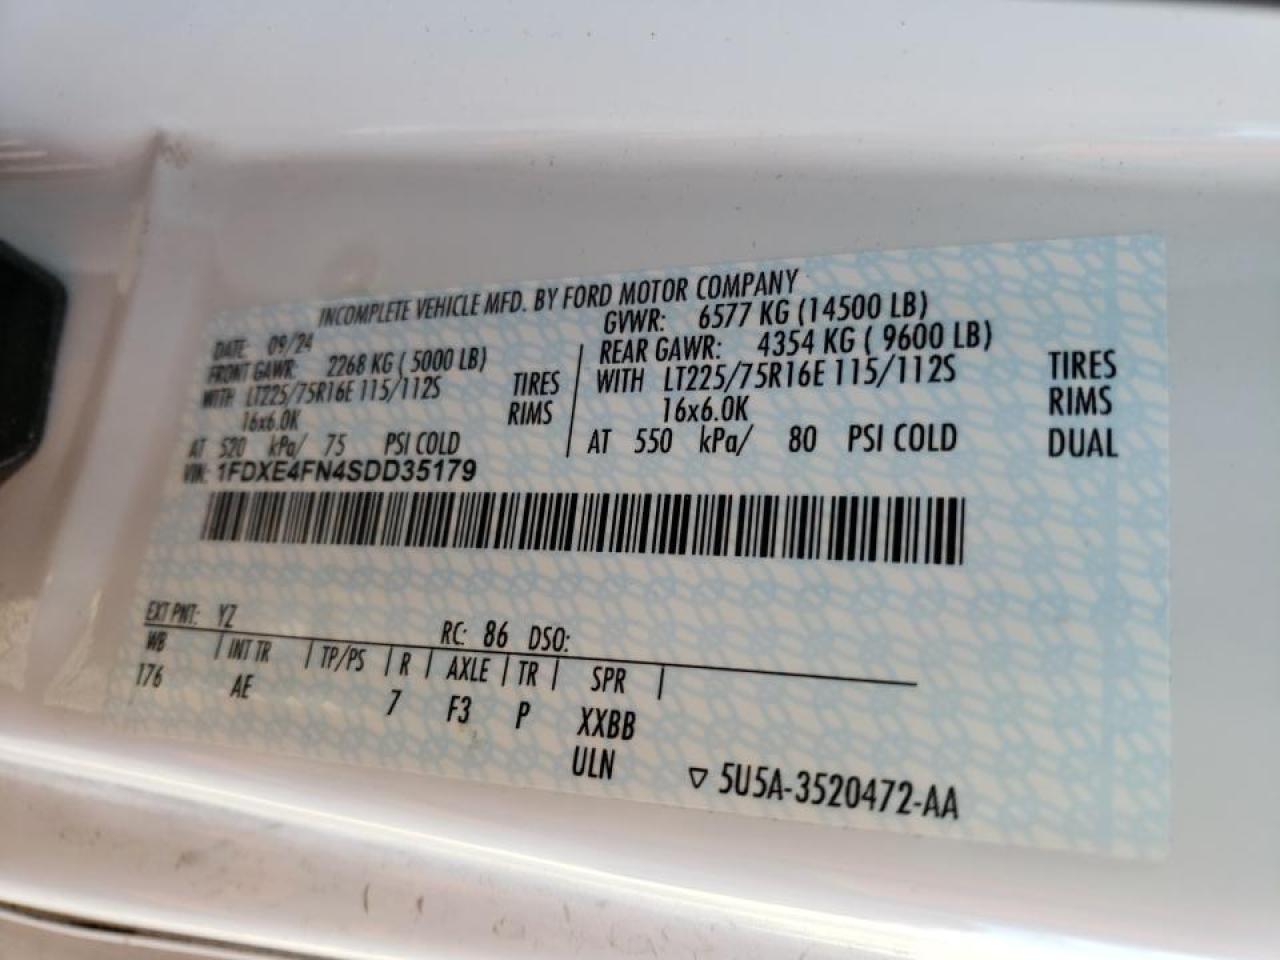 INCOMPLETE VEHICLE MFD. BY FORD MOTOR COMPANY
DATE: 09/24 GVWR: 6577 KG (14500 LB)
FRONT GAWR: 2268 KG ( 5000 LB) REAR GAWR: 4354 KG ( 9600 LB)
WITH LT225/75R16E 115/112S TIRES WITH LT225/75R16E 115/112S TIRES
16x6.0K RIMS 16x6.0K RIMS
AT 520 kPa/ 75 PSI COLD AT 550 kPa/ 80 PSI COLD DUAL
VIN: 1FDXE4FN4SDD35179
EXT PNT: YZ RC: 86 DSO:
WB INT TR TP/PS R AXLE TR SPR
176 AE 7 F3 P XXBB
ULN ▽ 5U5A-3520472-AA